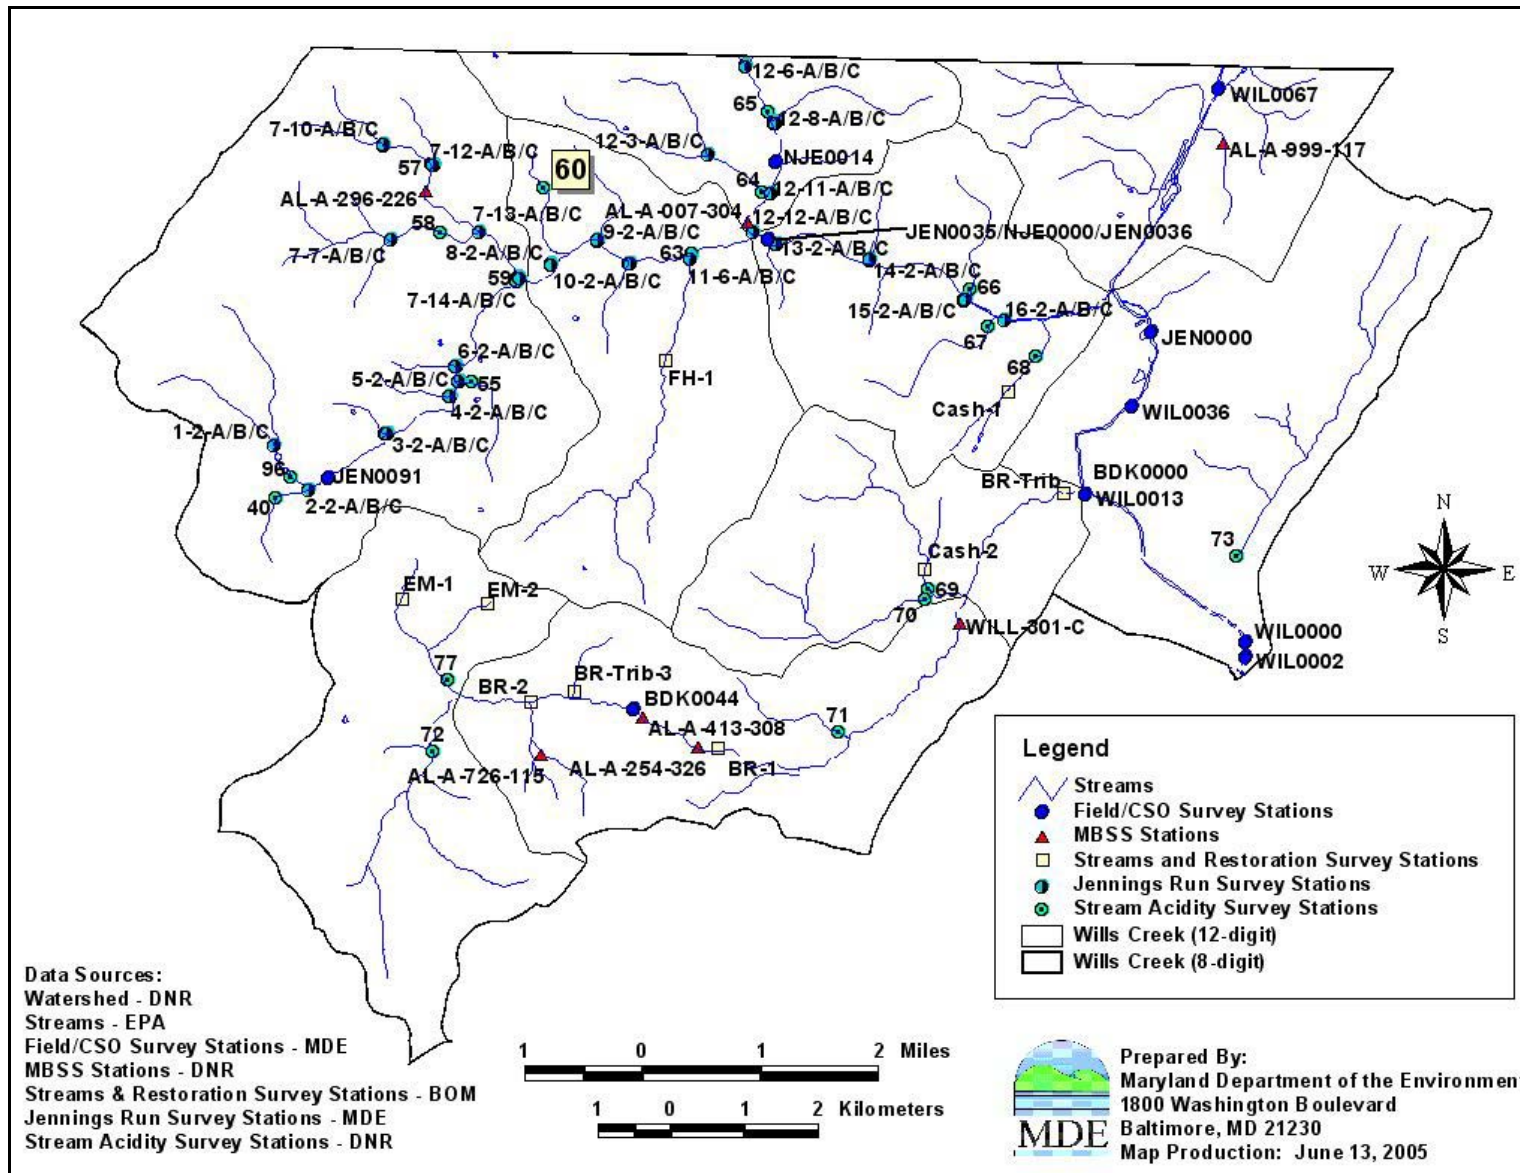 12-6-A/B/C
WIL0067
65
12-8-A/B/C
7-10-A/B/C
7-12-A/B/C
12-3-A/B/C
AL-A-999-117
57
60
NJE0014
AL-A-296-226
64
12-11-A/B/C
58
7-13-A/B/C
AL-A-007-304
12-12-A/B/C
9-2-A/B/C
JEN0035/NJE0000/JEN0036
7-7-A/B/C
8-2-A/B/C
63
13-2-A/B/C
59
10-2-A/B/C
11-6-A/B/C
14-2-A/B/C
66
7-14-A/B/C
15-2-A/B/C
16-2-A/B/C
67
JEN0000
6-2-A/B/C
68
5-2-A/B/C
55
FH-1
4-2-A/B/C
Cash-1
WIL0036
1-2-A/B/C
3-2-A/B/C
96
JEN0091
BR-Trib
BDK0000
WIL0013
40
2-2-A/B/C
N
73
Cash-2
W
E
EM-1
EM-2
69
70
WILL-301-C
WIL0000
S
WIL0002
77
BR-2
BR-Trib-3
BDK0044
71
AL-A-413-308
72
AL-A-726-115
AL-A-254-326
BR-1
Legend
Streams
Field/CSO Survey Stations
MBSS Stations
Streams and Restoration Survey Stations
Jennings Run Survey Stations
Stream Acidity Survey Stations
Wills Creek (12-digit)
Wills Creek (8-digit)
Data Sources:
Watershed - DNR
Streams - EPA
Field/CSO Survey Stations - MDE
MBSS Stations - DNR
Streams & Restoration Survey Stations - BOM
Jennings Run Survey Stations - MDE
Stream Acidity Survey Stations - DNR
1 0 1 2 Miles
1 0 1 2 Kilometers
MDE
Prepared By:
Maryland Department of the Environmen
1800 Washington Boulevard
Baltimore, MD 21230
Map Production: June 13, 2005